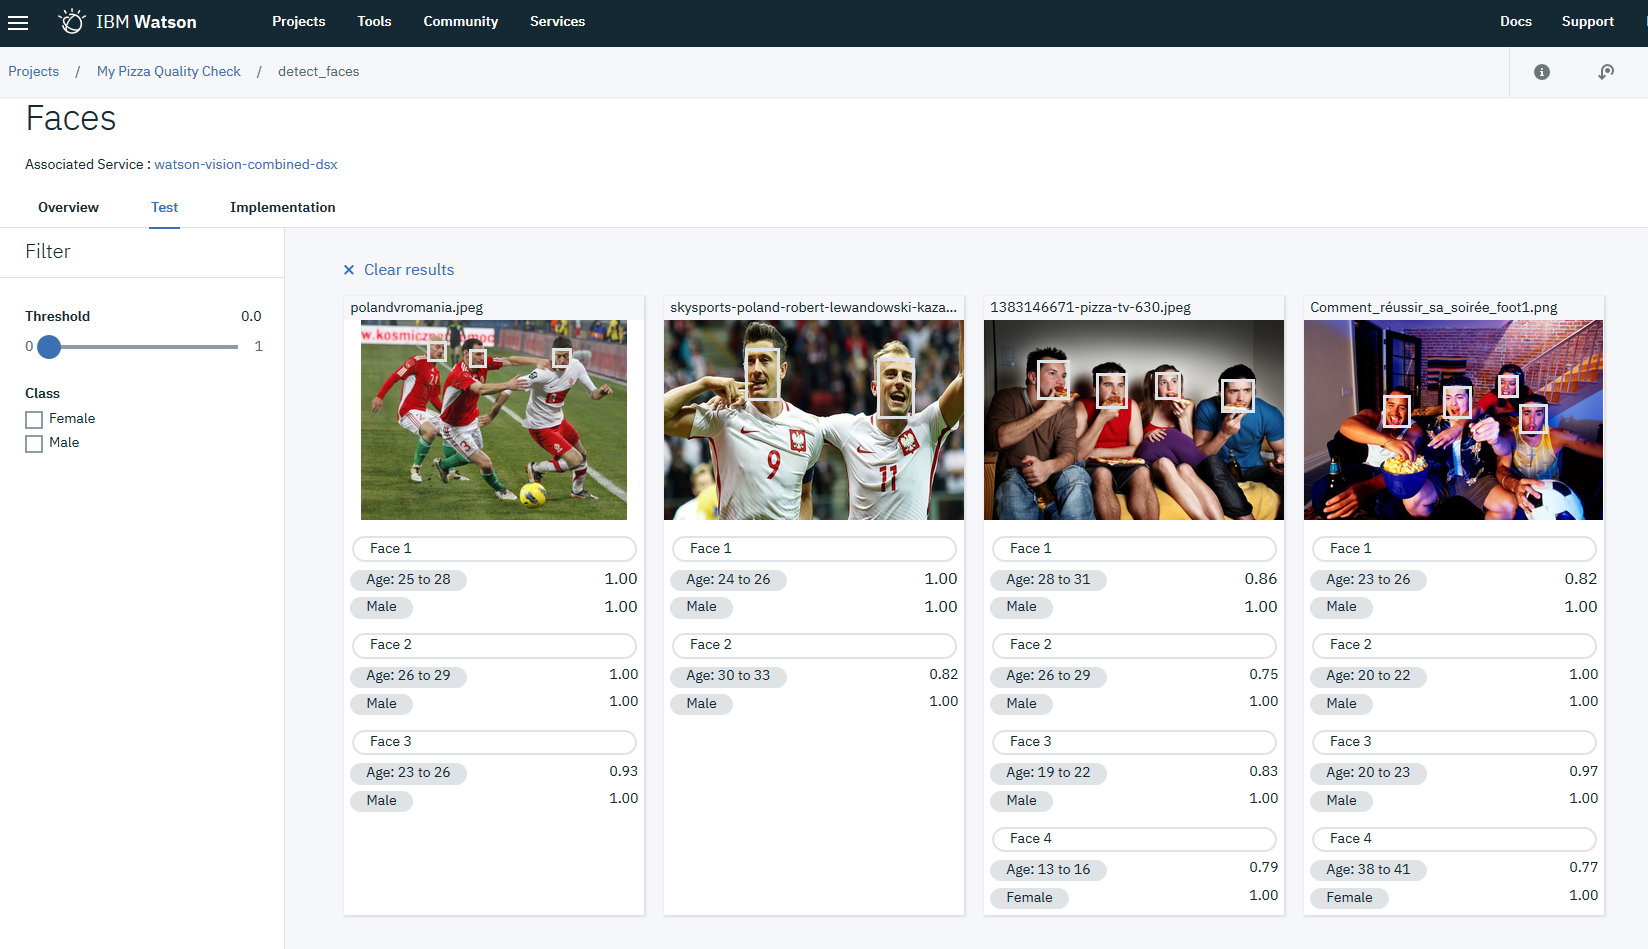 IBM Watson Projects Tools Community Services Docs Support
Projects / My Pizza Quality Check / detect_faces
Faces
Associated Service : watson-vision-combined-dsx
Overview Test Implementation
Filter
Threshold 0.0
0 1
Class
Female
Male
× Clear results
polandvromania.jpeg
w.kosmiczne
Face 1
Age: 25 to 28 1.00
Male 1.00
Face 2
Age: 26 to 29 1.00
Male 1.00
Face 3
Age: 23 to 26 0.93
Male 1.00
skysports-poland-robert-lewandowski-kaza...
9
11
Face 1
Age: 24 to 26 1.00
Male 1.00
Face 2
Age: 30 to 33 0.82
Male 1.00
1383146671-pizza-tv-630.jpeg
Face 1
Age: 28 to 31 0.86
Male 1.00
Face 2
Age: 26 to 29 0.75
Male 1.00
Face 3
Age: 19 to 22 0.83
Male 1.00
Face 4
Age: 13 to 16 0.79
Female 1.00
Comment_réussir_sa_soirée_foot1.png
Face 1
Age: 23 to 26 0.82
Male 1.00
Face 2
Age: 20 to 22 1.00
Male 1.00
Face 3
Age: 20 to 23 0.97
Male 1.00
Face 4
Age: 38 to 41 0.77
Female 1.00